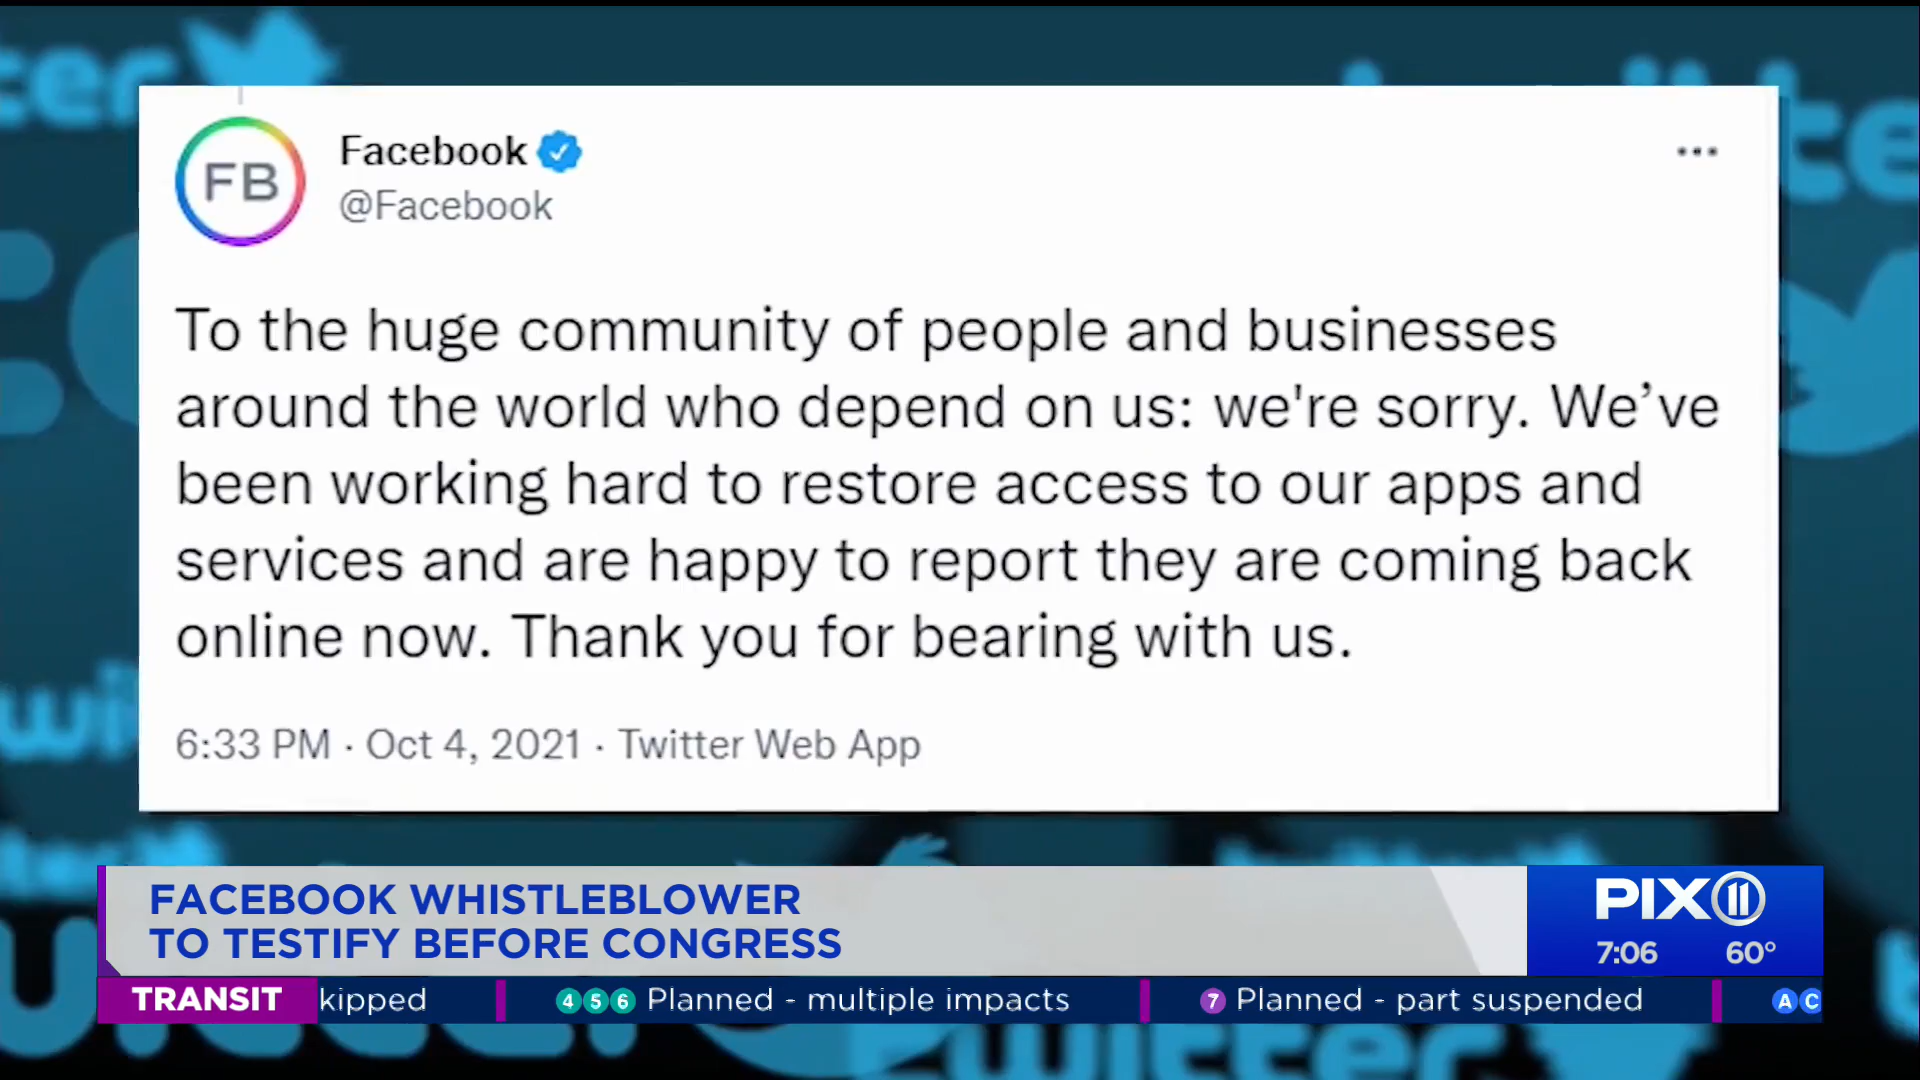 FB
Facebook
@Facebook
To the huge community of people and businesses
around the world who depend on us: we're sorry. We’ve
been working hard to restore access to our apps and
services and are happy to report they are coming back
online now. Thank you for bearing with us.
6:33 PM · Oct 4, 2021 · Twitter Web App
FACEBOOK WHISTLEBLOWER
TO TESTIFY BEFORE CONGRESS
PIX 11
7:06 60°
TRANSIT kipped 4 5 6 Planned - multiple impacts 7 Planned - part suspended A C
twitter